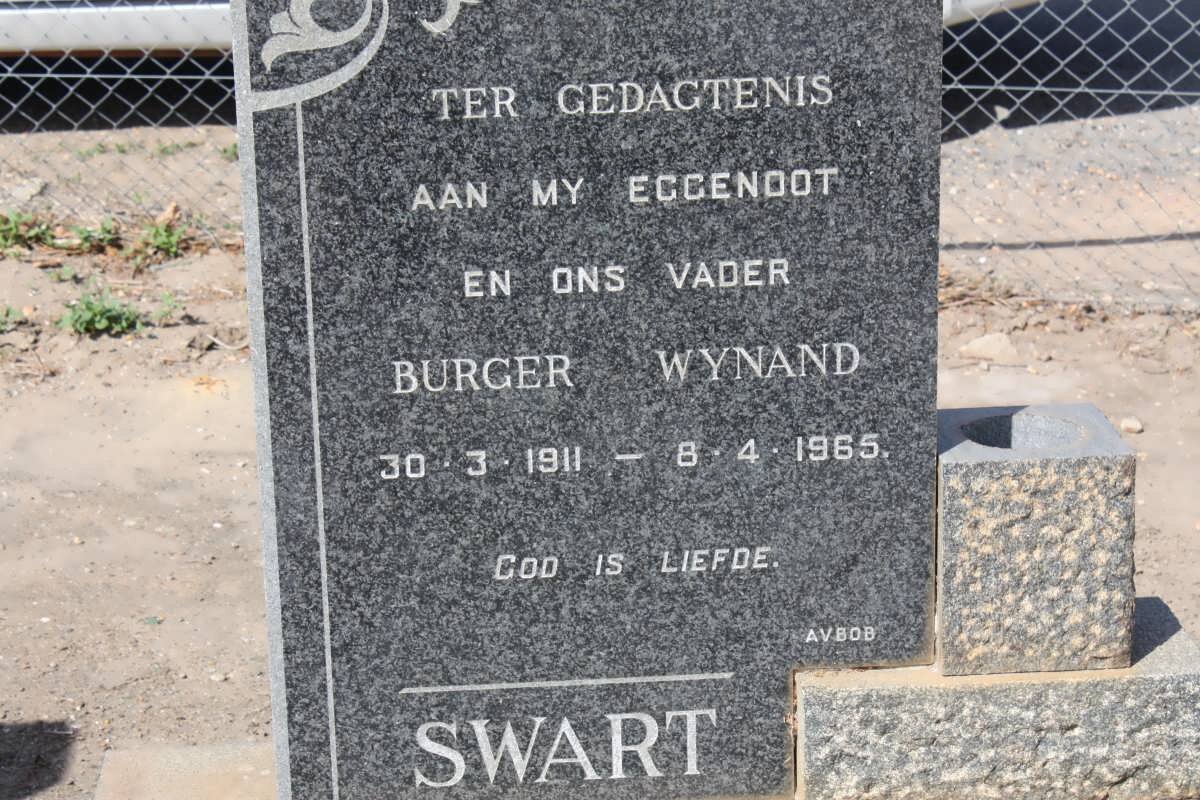 TER GEDAGTENIS
AAN MY EGGENOOT
EN ONS VADER
BURGER WYNAND
30·3·1911 – 8·4·1965.
GOD IS LIEFDE.
AVBOB
SWART